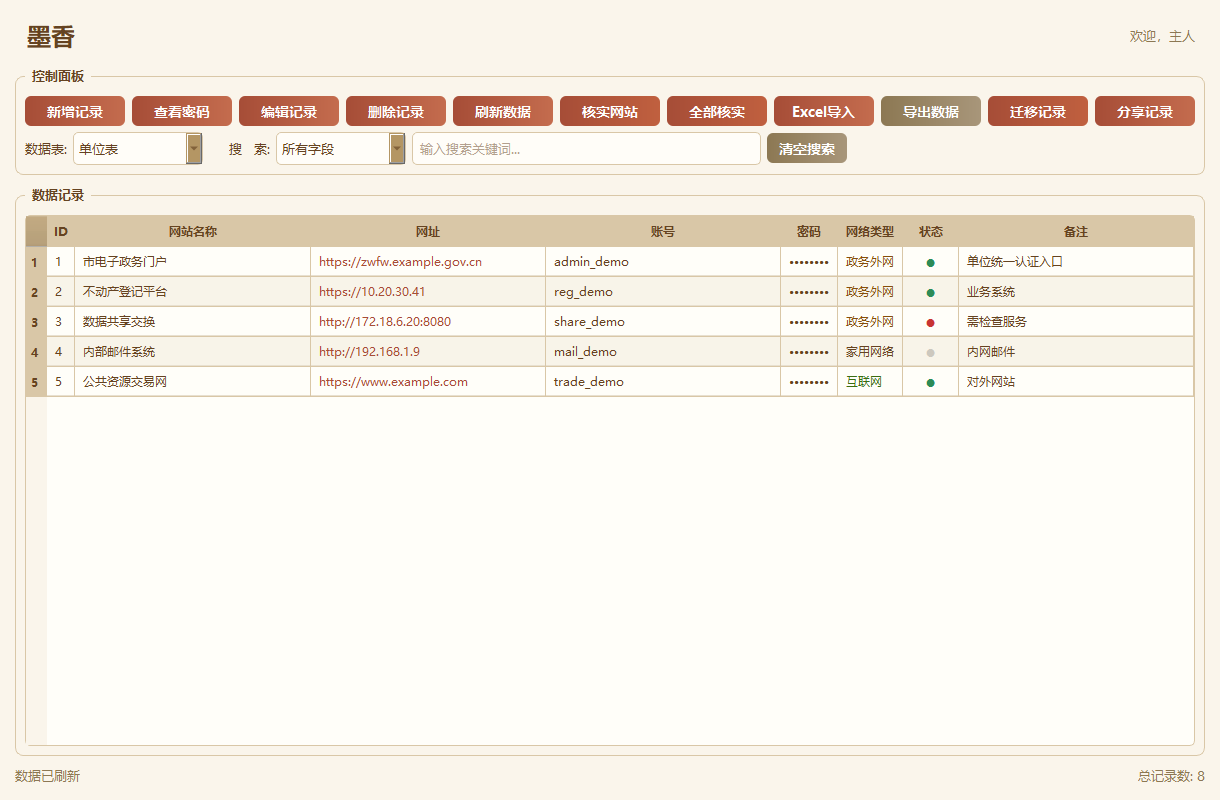 墨香
欢迎，主人
控制面板
新增记录 查看密码 编辑记录 删除记录 刷新数据 核实网站 全部核实 Excel导入 导出数据 迁移记录 分享记录
数据表: 单位表 搜 索: 所有字段 输入搜索关键词... 清空搜索
数据记录
ID 网站名称 网址 账号 密码 网络类型 状态 备注
1 1 市电子政务门户 https://zwfw.example.gov.cn admin_demo •••••••• 政务外网 ● 单位统一认证入口
2 2 不动产登记平台 https://10.20.30.41 reg_demo •••••••• 政务外网 ● 业务系统
3 3 数据共享交换 http://172.18.6.20:8080 share_demo •••••••• 政务外网 ● 需检查服务
4 4 内部邮件系统 http://192.168.1.9 mail_demo •••••••• 家用网络 ● 内网邮件
5 5 公共资源交易网 https://www.example.com trade_demo •••••••• 互联网 ● 对外网站
数据已刷新 总记录数: 8